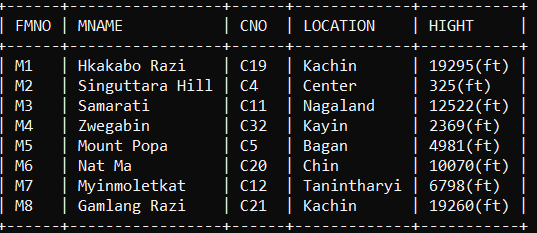 +------+-----------------+-----+-------------+-----------+
| FMNO | MNAME | CNO | LOCATION | HIGHT |
+------+-----------------+-----+-------------+-----------+
| M1 | Hkakabo Razi | C19 | Kachin | 19295(ft) |
| M2 | Singuttara Hill | C4 | Center | 325(ft) |
| M3 | Samarati | C11 | Nagaland | 12522(ft) |
| M4 | Zwegabin | C32 | Kayin | 2369(ft) |
| M5 | Mount Popa | C5 | Bagan | 4981(ft) |
| M6 | Nat Ma | C20 | Chin | 10070(ft) |
| M7 | Myinmoletkat | C12 | Tanintharyi | 6798(ft) |
| M8 | Gamlang Razi | C21 | Kachin | 19260(ft) |
+------+-----------------+-----+-------------+-----------+